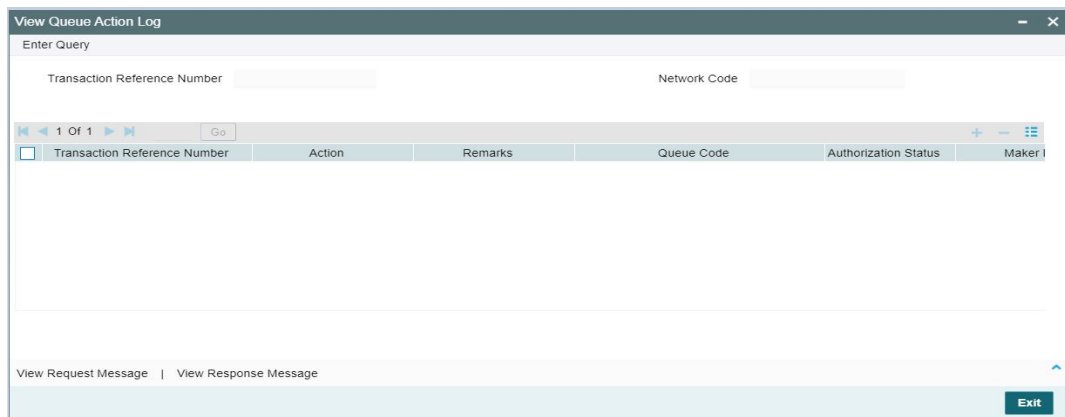 View Queue Action Log
Enter Query
Transaction Reference Number Network Code
1 Of 1 Go
Transaction Reference Number Action Remarks Queue Code Authorization Status Maker
View Request Message | View Response Message
Exit